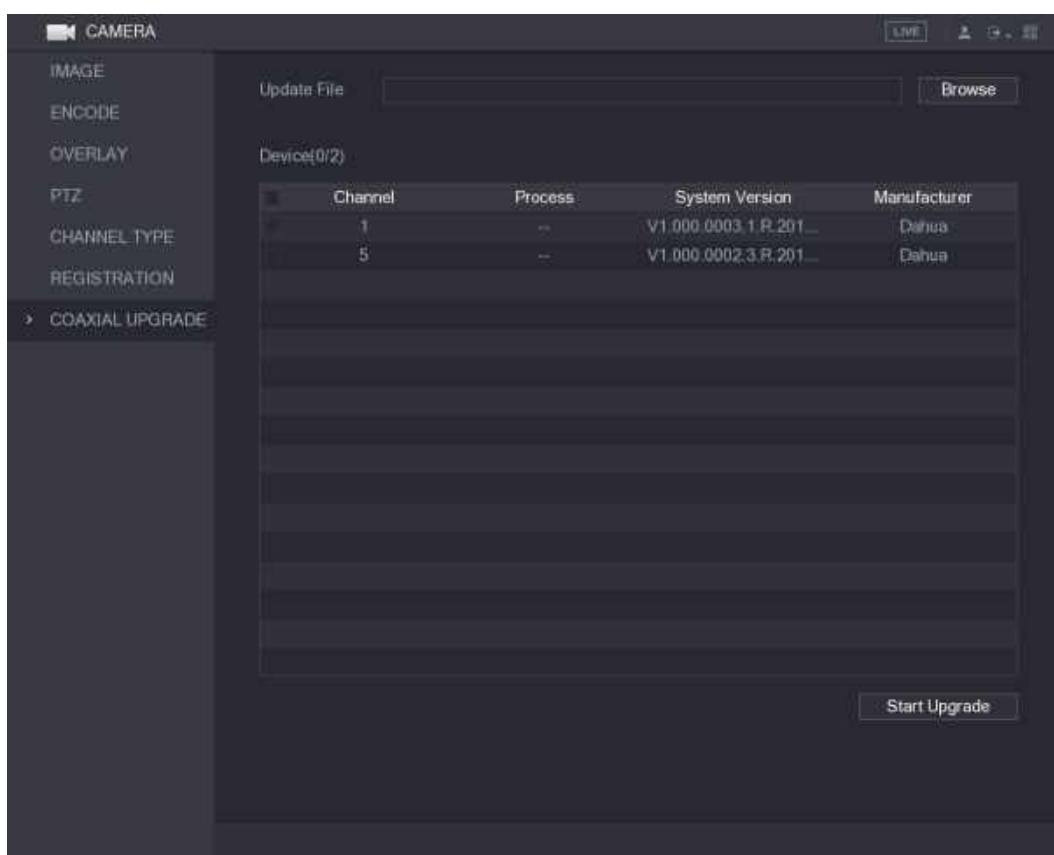 CAMERA
LIVE
IMAGE
ENCODE
OVERLAY
PTZ
CHANNEL TYPE
REGISTRATION
COAXIAL UPGRADE
Update File
Browse
Device(0/2)
Channel Process System Version Manufacturer
1 -- V1.000.0003.1.R.201... Dahua
5 -- V1.000.0002.3.R.201... Dahua
Start Upgrade